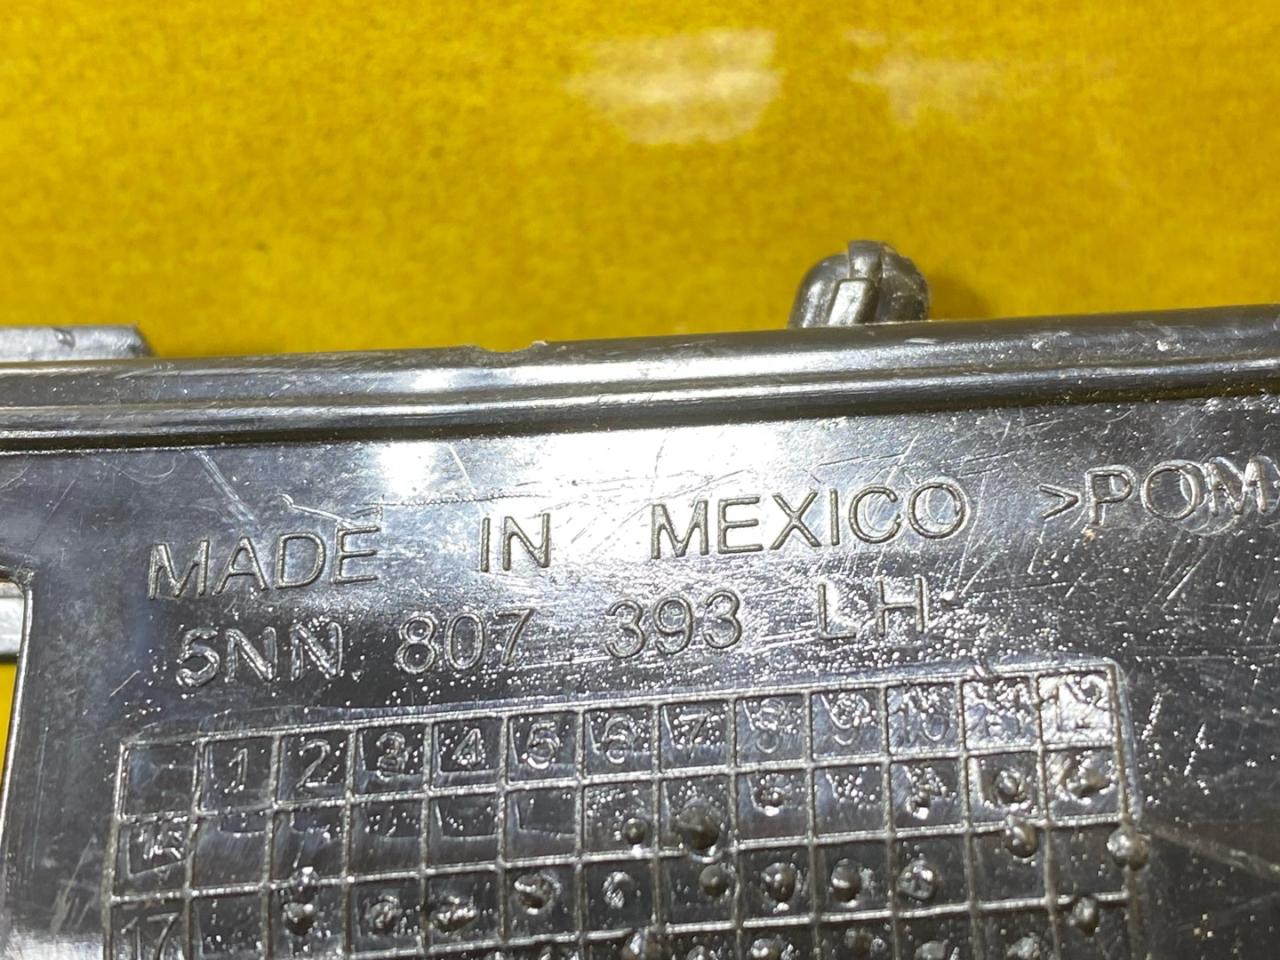 MADE IN MEXICO >POM
5NN. 807 393 LH
1 2 3 4 5 6 7 8 9 10 11 12
17